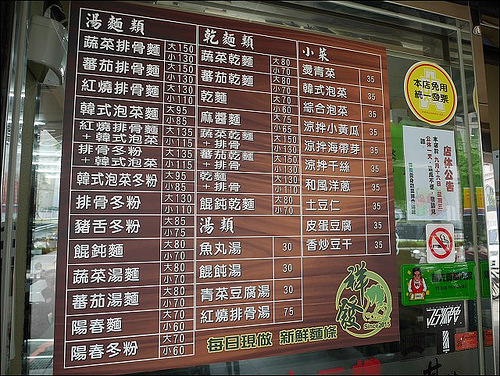 湯麵類
蔬菜排骨麵 大150 小130
番茄排骨麵 大150 小130
紅燒排骨麵 大130 小110
韓式泡菜麵 大95 小85
紅燒排骨麵
+韓式泡菜 大135 小115
排骨冬粉
+韓式泡菜 大135 小115
韓式泡菜冬粉 大95 小85
排骨冬粉 大130 小110
豬舌冬粉 大85 小75
餛飩麵 大80 小70
蔬菜湯麵 大80 小70
番茄湯麵 大80 小70
陽春麵 大70 小60
陽春冬粉 大70 小60
乾麵類
蔬菜乾麵 大80 小70
番茄乾麵 大80 小70
乾麵 大70 小60
麻醬麵 大75 小65
蔬菜乾麵
+排骨 大150 小130
番茄乾麵
+排骨 大150 小130
乾麵
+排骨 大130 小110
餛飩乾麵 大80 小70
湯類
魚丸湯 30
餛飩湯 30
青菜豆腐湯 30
紅燒排骨湯 75
小菜
燙青菜 35
韓式泡菜 35
綜合泡菜 35
涼拌小黃瓜 35
涼拌海帶芽 35
涼拌干絲 35
和風洋蔥 35
土豆仁 35
皮蛋豆腐 35
香炒豆干 35
每日現做 新鮮麵條
本店免用
統一發票
店休公告